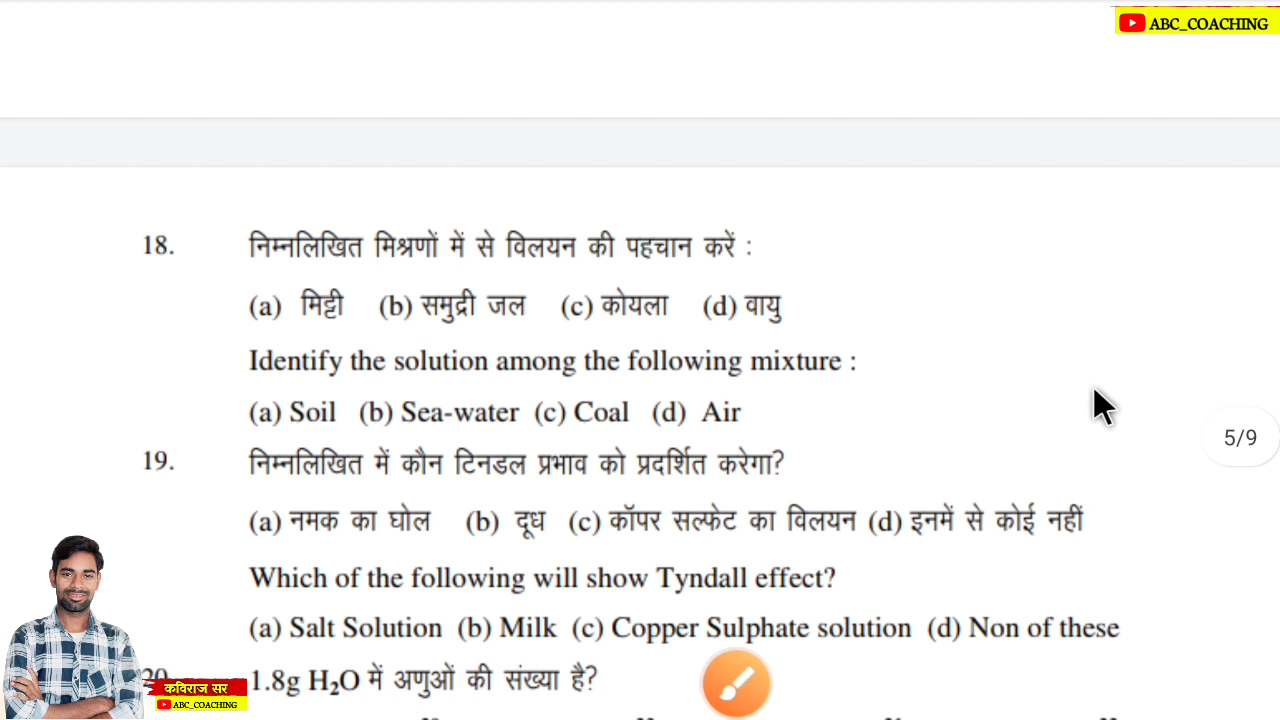 ABC_COACHING
18. निम्नलिखित मिश्रणों में से विलयन की पहचान करें :
(a) मिट्टी (b) समुद्री जल (c) कोयला (d) वायु
Identify the solution among the following mixture :
(a) Soil (b) Sea-water (c) Coal (d) Air
5/9
19. निम्नलिखित में कौन टिनडल प्रभाव को प्रदर्शित करेगा?
(a) नमक का घोल (b) दूध (c) कॉपर सल्फेट का विलयन (d) इनमें से कोई नहीं
Which of the following will show Tyndall effect?
(a) Salt Solution (b) Milk (c) Copper Sulphate solution (d) Non of these
1.8g H₂O में अणुओं की संख्या है?
कविराज सर
ABC_COACHING